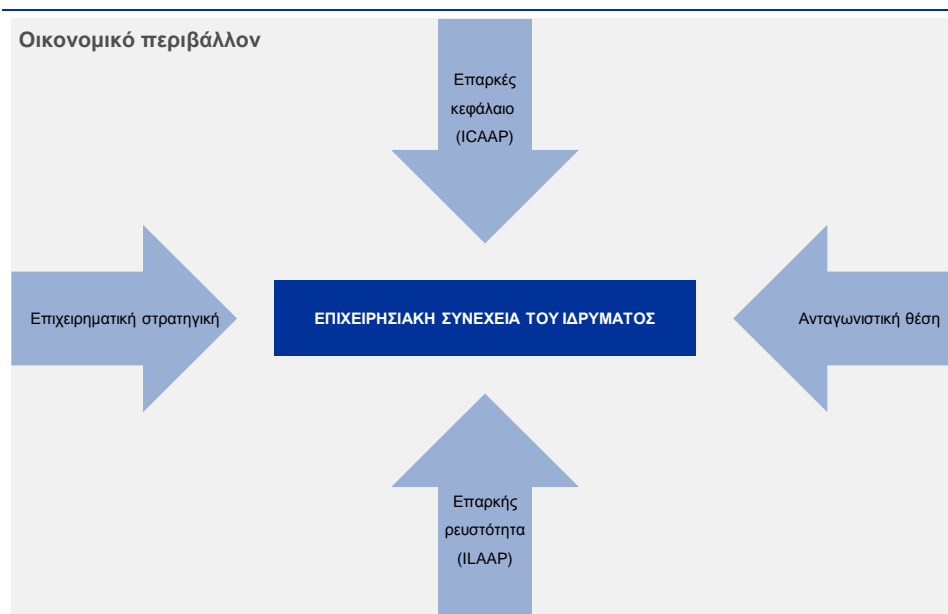 Οικονομικό περιβάλλον
Επαρκές
κεφάλαιο
(ICAAP)
Επιχειρηματική στρατηγική
ΕΠΙΧΕΙΡΗΣΙΑΚΗ ΣΥΝΕΧΕΙΑ ΤΟΥ ΙΔΡΥΜΑΤΟΣ
Ανταγωνιστική θέση
Επαρκής
ρευστότητα
(ILAAP)